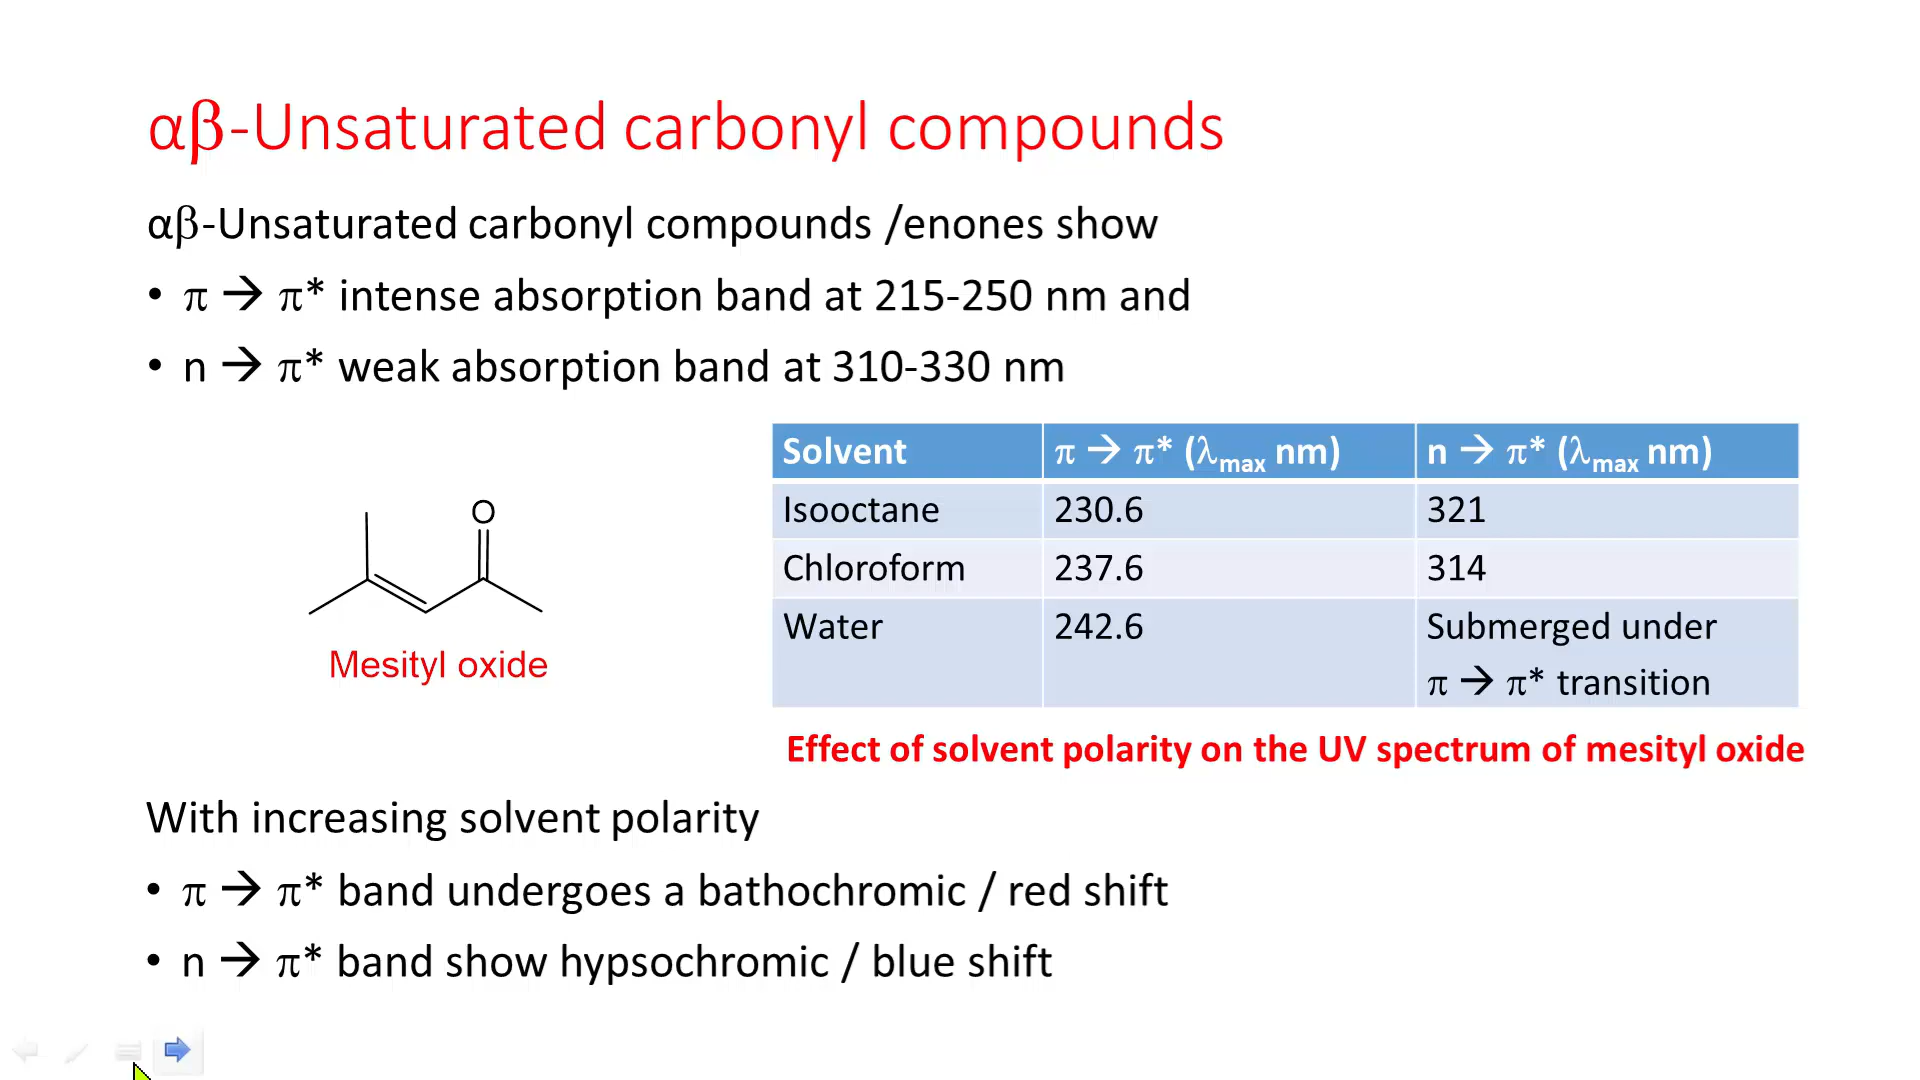 αβ-Unsaturated carbonyl compounds
αβ-Unsaturated carbonyl compounds /enones show
• π → π* intense absorption band at 215-250 nm and
• n → π* weak absorption band at 310-330 nm
O
Mesityl oxide
Solvent π → π* (λmax nm) n → π* (λmax nm)
Isooctane 230.6 321
Chloroform 237.6 314
Water 242.6 Submerged under
π → π* transition
Effect of solvent polarity on the UV spectrum of mesityl oxide
With increasing solvent polarity
• π → π* band undergoes a bathochromic / red shift
• n → π* band show hypsochromic / blue shift